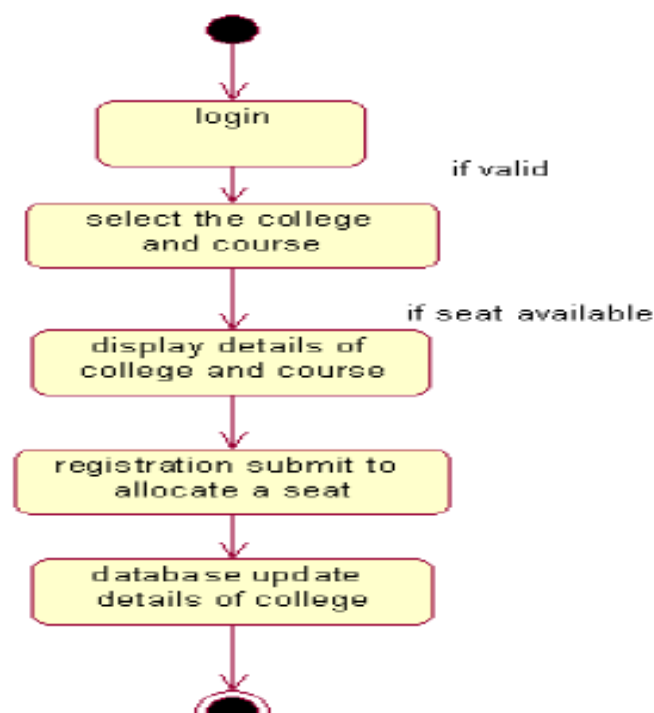 login
if valid
select the college
and course
if seat available
display details of
college and course
registration submit to
allocate a seat
database update
details of college